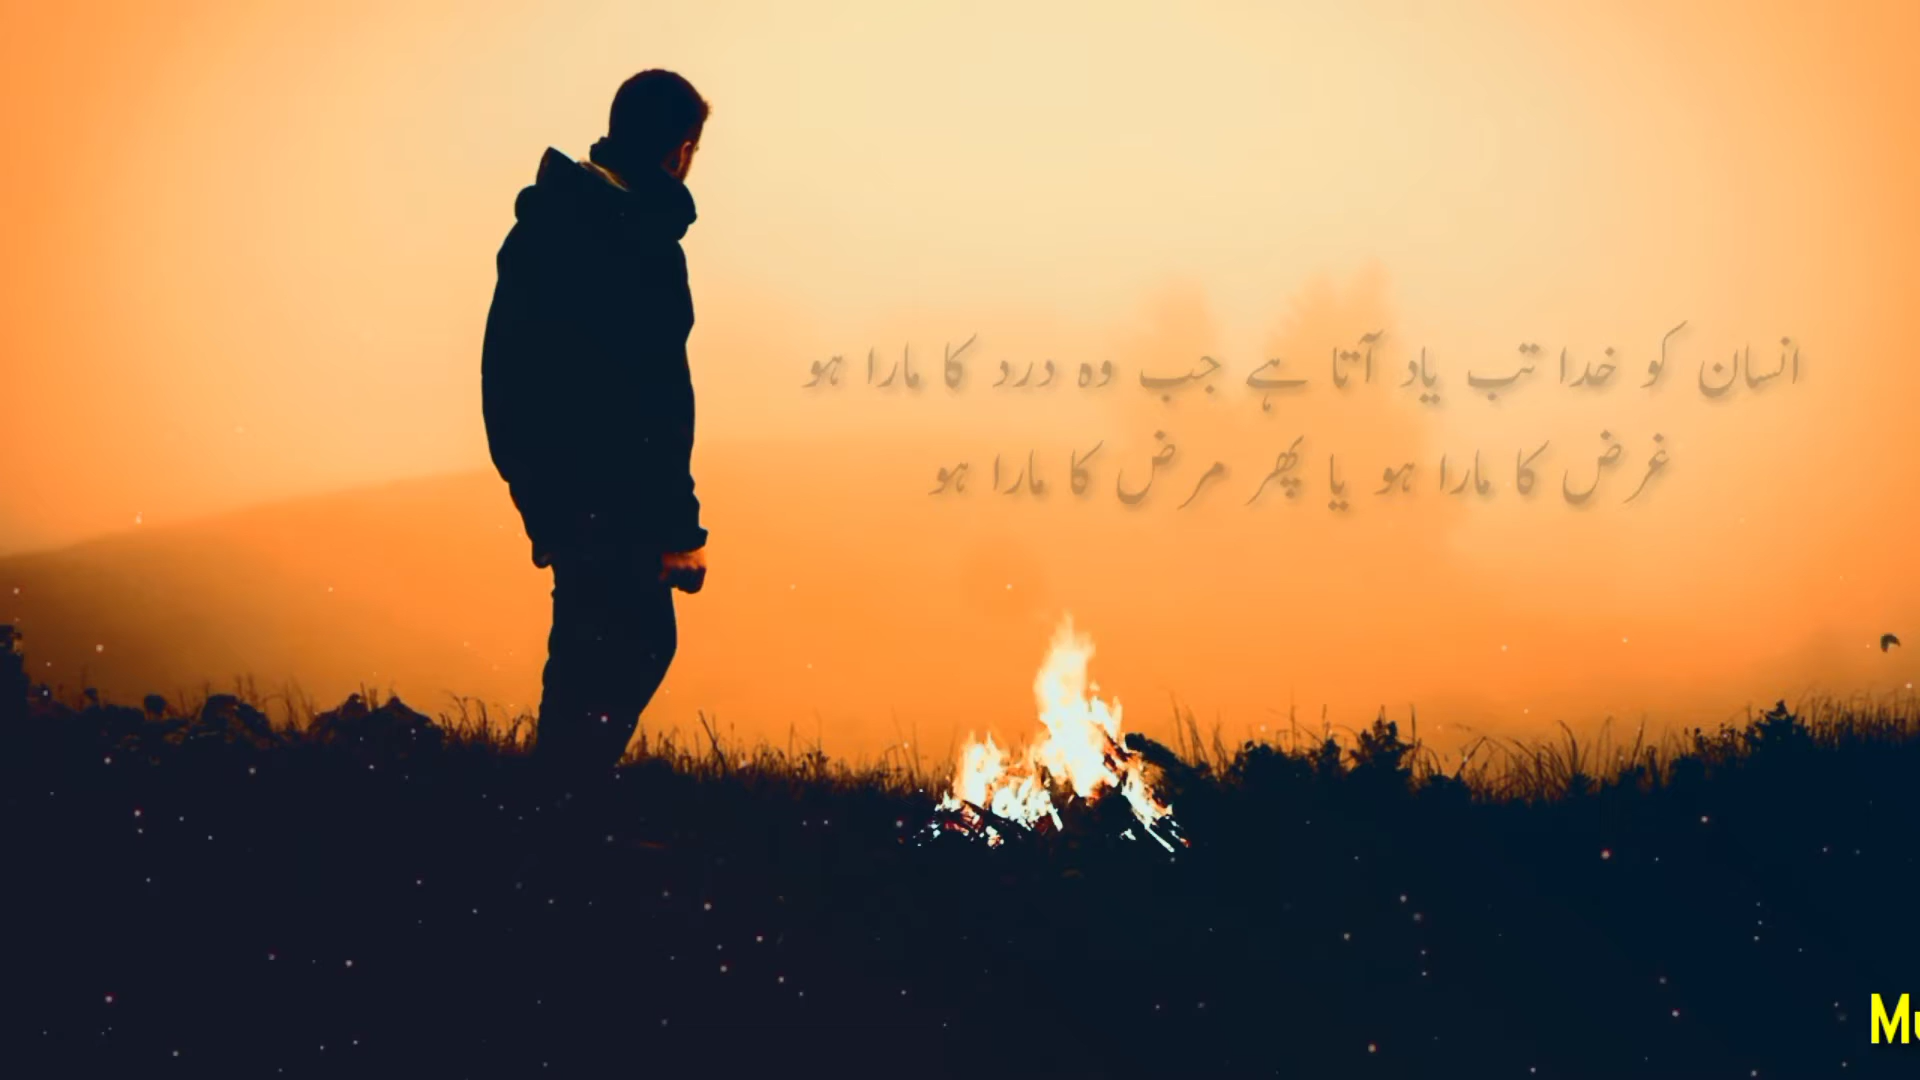 انسان کو خدا تب یاد آتا ہے جب وہ درد کا مارا ہو
غرض کا مارا ہو یا پھر مرض کا مارا ہو